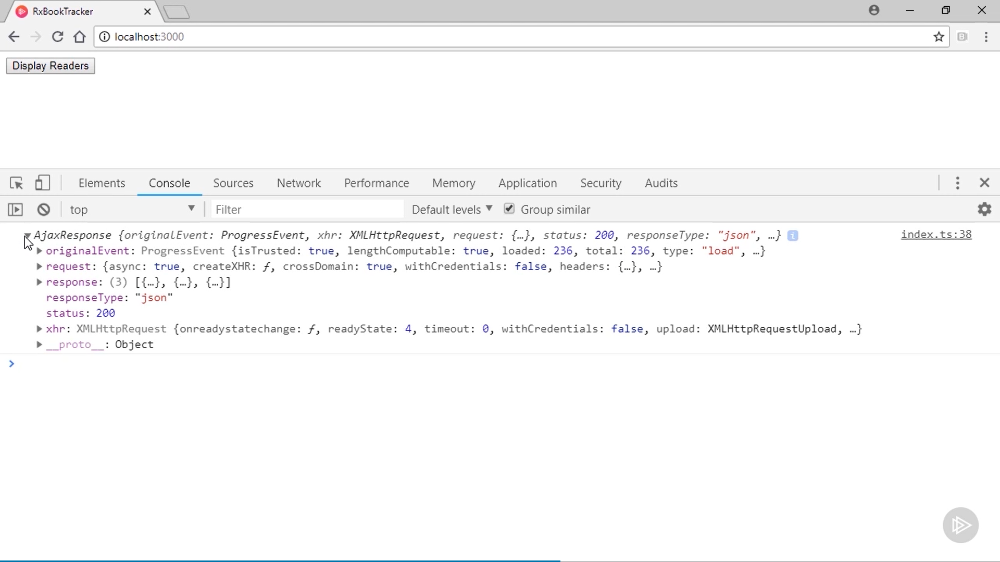 RxBookTracker
localhost:3000
Display Readers
Elements Console Sources Network Performance Memory Application Security Audits
top Filter Default levels Group similar
AjaxResponse {originalEvent: ProgressEvent, xhr: XMLHttpRequest, request: {…}, status: 200, responseType: "json", …} i index.ts:38
originalEvent: ProgressEvent {isTrusted: true, lengthComputable: true, loaded: 236, total: 236, type: "load", …}
request: {async: true, createXHR: ƒ, crossDomain: true, withCredentials: false, headers: {…}, …}
response: (3) [{…}, {…}, {…}]
responseType: "json"
status: 200
xhr: XMLHttpRequest {onreadystatechange: ƒ, readyState: 4, timeout: 0, withCredentials: false, upload: XMLHttpRequestUpload, …}
__proto__: Object